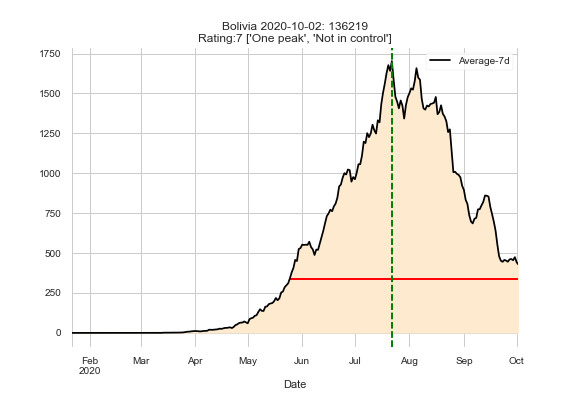 Bolivia 2020-10-02: 136219
Rating:7 ['One peak', 'Not in control']
Average-7d
1750
1500
1250
1000
750
500
250
0
Feb
2020
Mar
Apr
May
Jun
Jul
Aug
Sep
Oct
Date